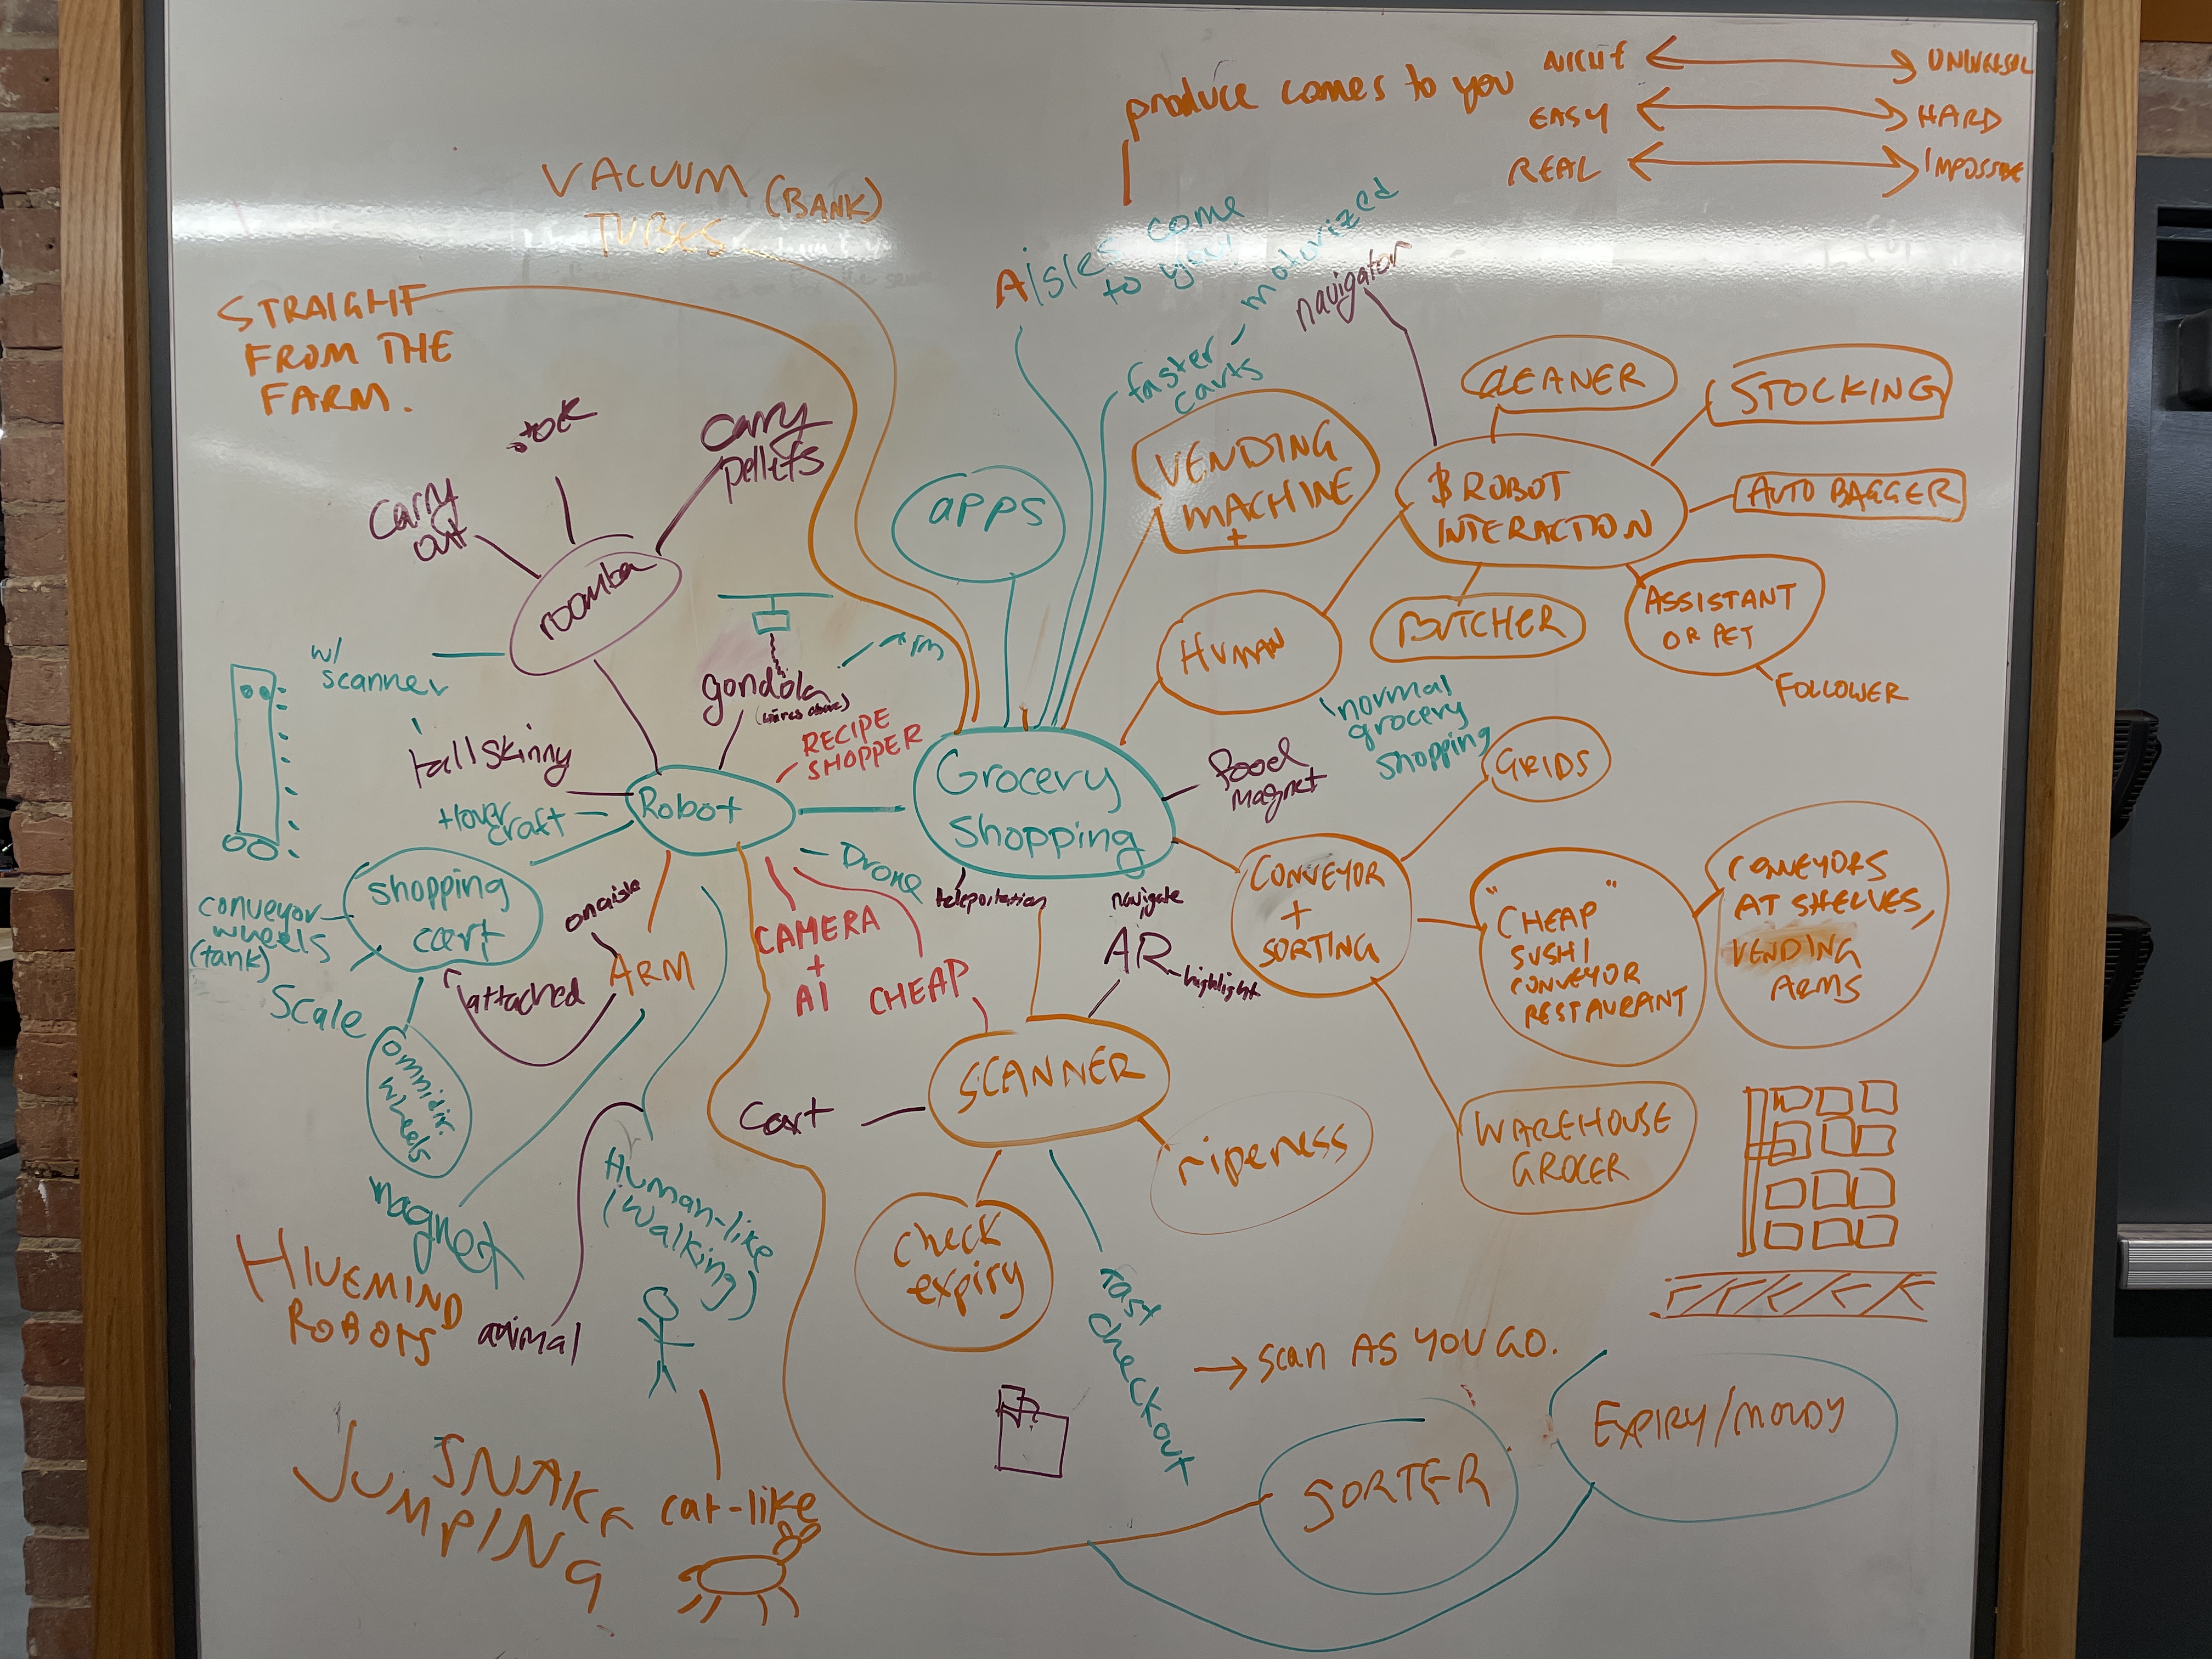 produce comes to you
UNIVERSAL
EASY
HARD
REAL
IMPOSSIBLE
VACUUM (BANK)
TUBES
Aisles come
to you!
motorized
navigator
faster
carts
STRAIGHT
FROM THE
FARM.
carry
pellets
carry
out
roomba
apps
VENDING
MACHINE
+
CLEANER
STOCKING
$ ROBOT
INTERACTION
AUTO BAGGER
ASSISTANT
OR PET
FOLLOWER
BUTCHER
HUMAN
w/
scanner
gondola
(wires above)
arm
RECIPE
SHOPPER
tall skinny
Hover
craft
Robot
Grocery
Shopping
food
magnet
normal
grocery
shopping
GRIDS
Drone
teleportation
navigate
AR
highlight
shopping
cart
conveyor
wheels
(tank)
Scale
omnidir.
wheels
on aisle
attached
ARM
CAMERA
+
AI
CHEAP
CONVEYOR
+
SORTING
"CHEAP"
SUSHI
CONVEYOR
RESTAURANT
CONVEYORS
AT SHELVES,
VENDING
ARMS
SCANNER
cart
ripeness
WAREHOUSE
GROCER
magnet
Human-like
(Walking)
check
expiry
fast
checkout
HIVEMIND
ROBOTS
animal
→ scan AS YOU GO.
SORTER
EXPIRY/MOLDY
SNAKE
JUMPING
cat-like